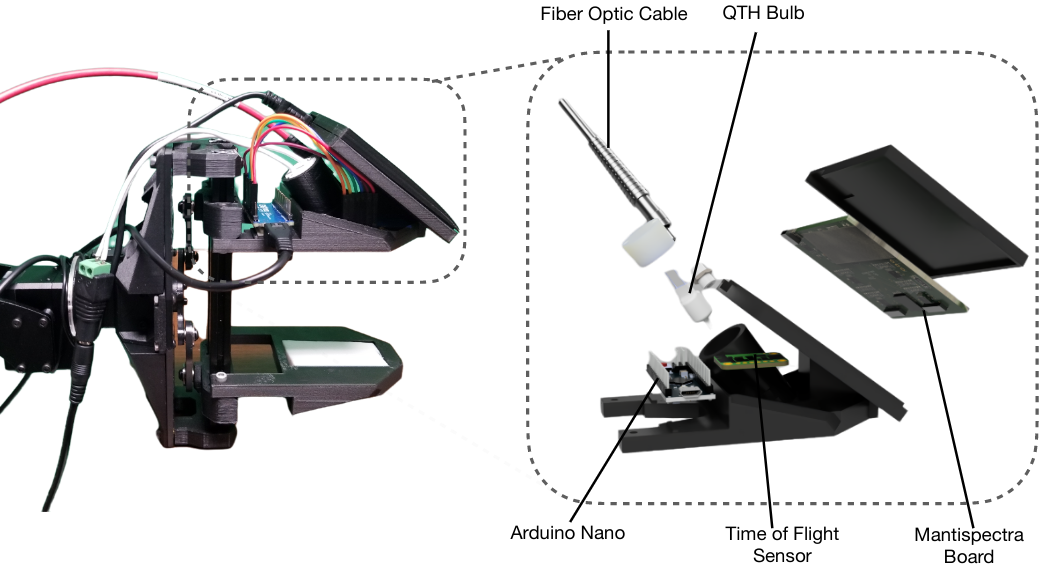 Fiber Optic Cable
QTH Bulb
Arduino Nano
Time of Flight
Sensor
Mantispectra
Board